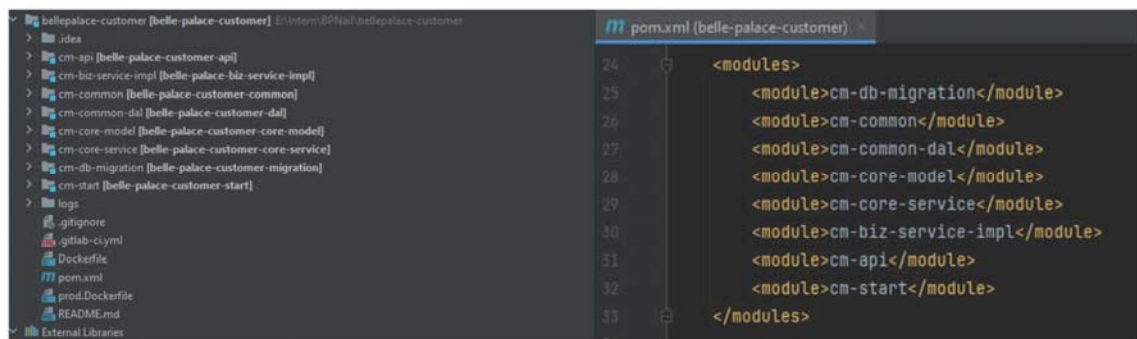 bellepalace-customer [belle-palace-customer] E:\Intern\BPNail\bellepalace-customer
.idea
cm-api [belle-palace-customer-api]
cm-biz-service-impl [belle-palace-biz-service-impl]
cm-common [belle-palace-customer-common]
cm-common-dal [belle-palace-customer-dal]
cm-core-model [belle-palace-customer-core-model]
cm-core-service [belle-palace-customer-core-service]
cm-db-migration [belle-palace-customer-migration]
cm-start [belle-palace-customer-start]
logs
.gitignore
.gitlab-ci.yml
Dockerfile
pom.xml
prod.Dockerfile
README.md
External Libraries
pom.xml (belle-palace-customer)
24 <modules>
25 <module>cm-db-migration</module>
26 <module>cm-common</module>
27 <module>cm-common-dal</module>
28 <module>cm-core-model</module>
29 <module>cm-core-service</module>
30 <module>cm-biz-service-impl</module>
31 <module>cm-api</module>
32 <module>cm-start</module>
33 </modules>